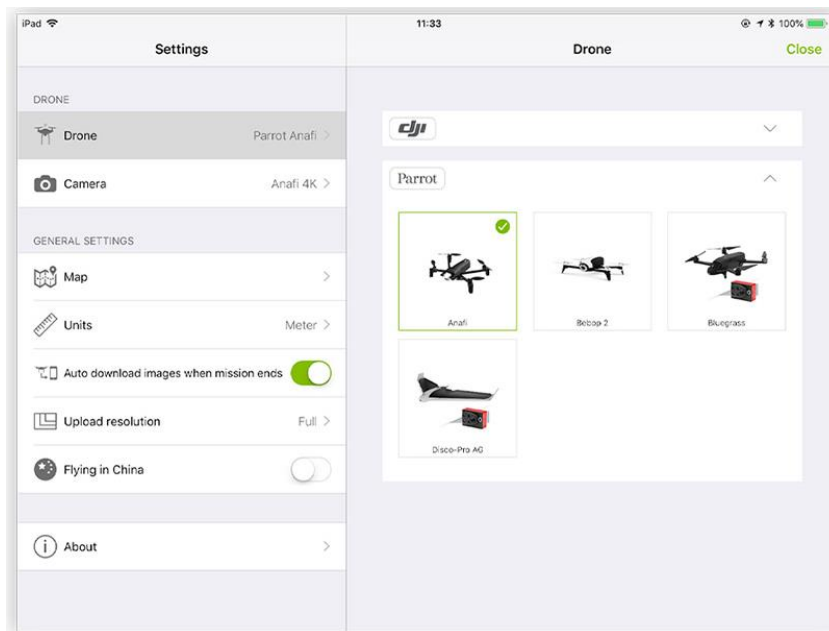 iPad 11:33 100%
Settings
Drone Close
DRONE
Drone Parrot Anafi
Camera Anafi 4K
GENERAL SETTINGS
Map
Units Meter
Auto download images when mission ends
Upload resolution Full
Flying in China
About
dji
Parrot
Anafi
Bebop 2
Bluegrass
Disco-Pro AG